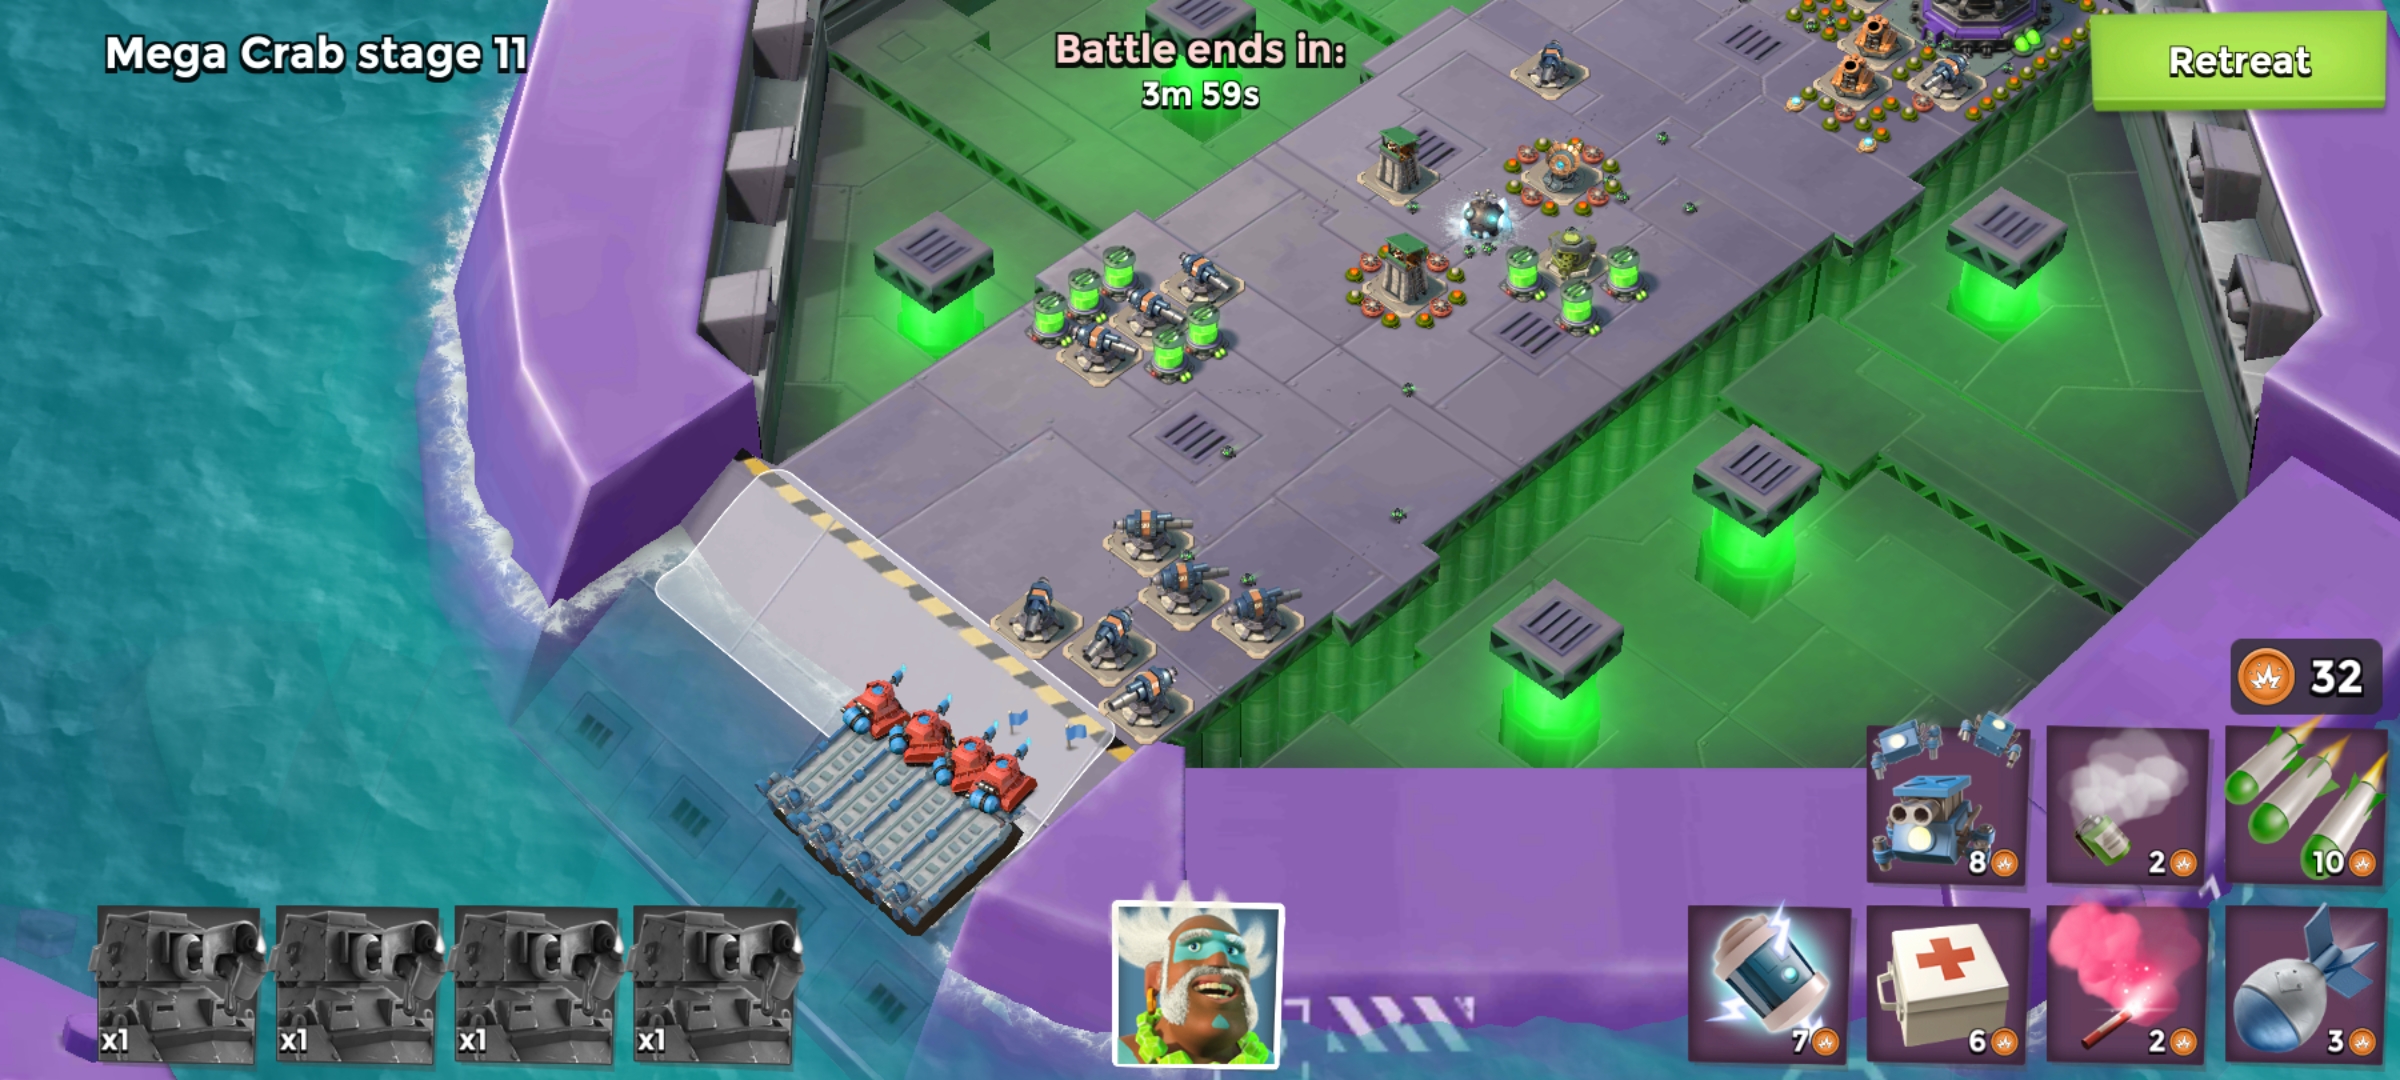 Mega Crab stage 11
Battle ends in:
3m 59s
Retreat
32
8
2
10
x1
x1
x1
x1
7
6
2
3